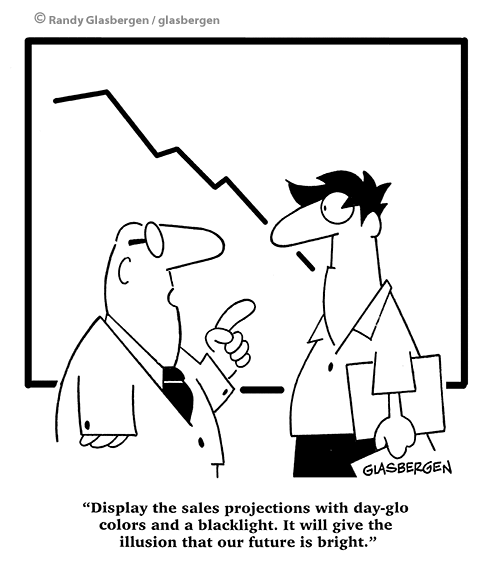 © Randy Glasbergen / glasbergen
GLASBERGEN
“Display the sales projections with day-glo
colors and a blacklight. It will give the
illusion that our future is bright.”